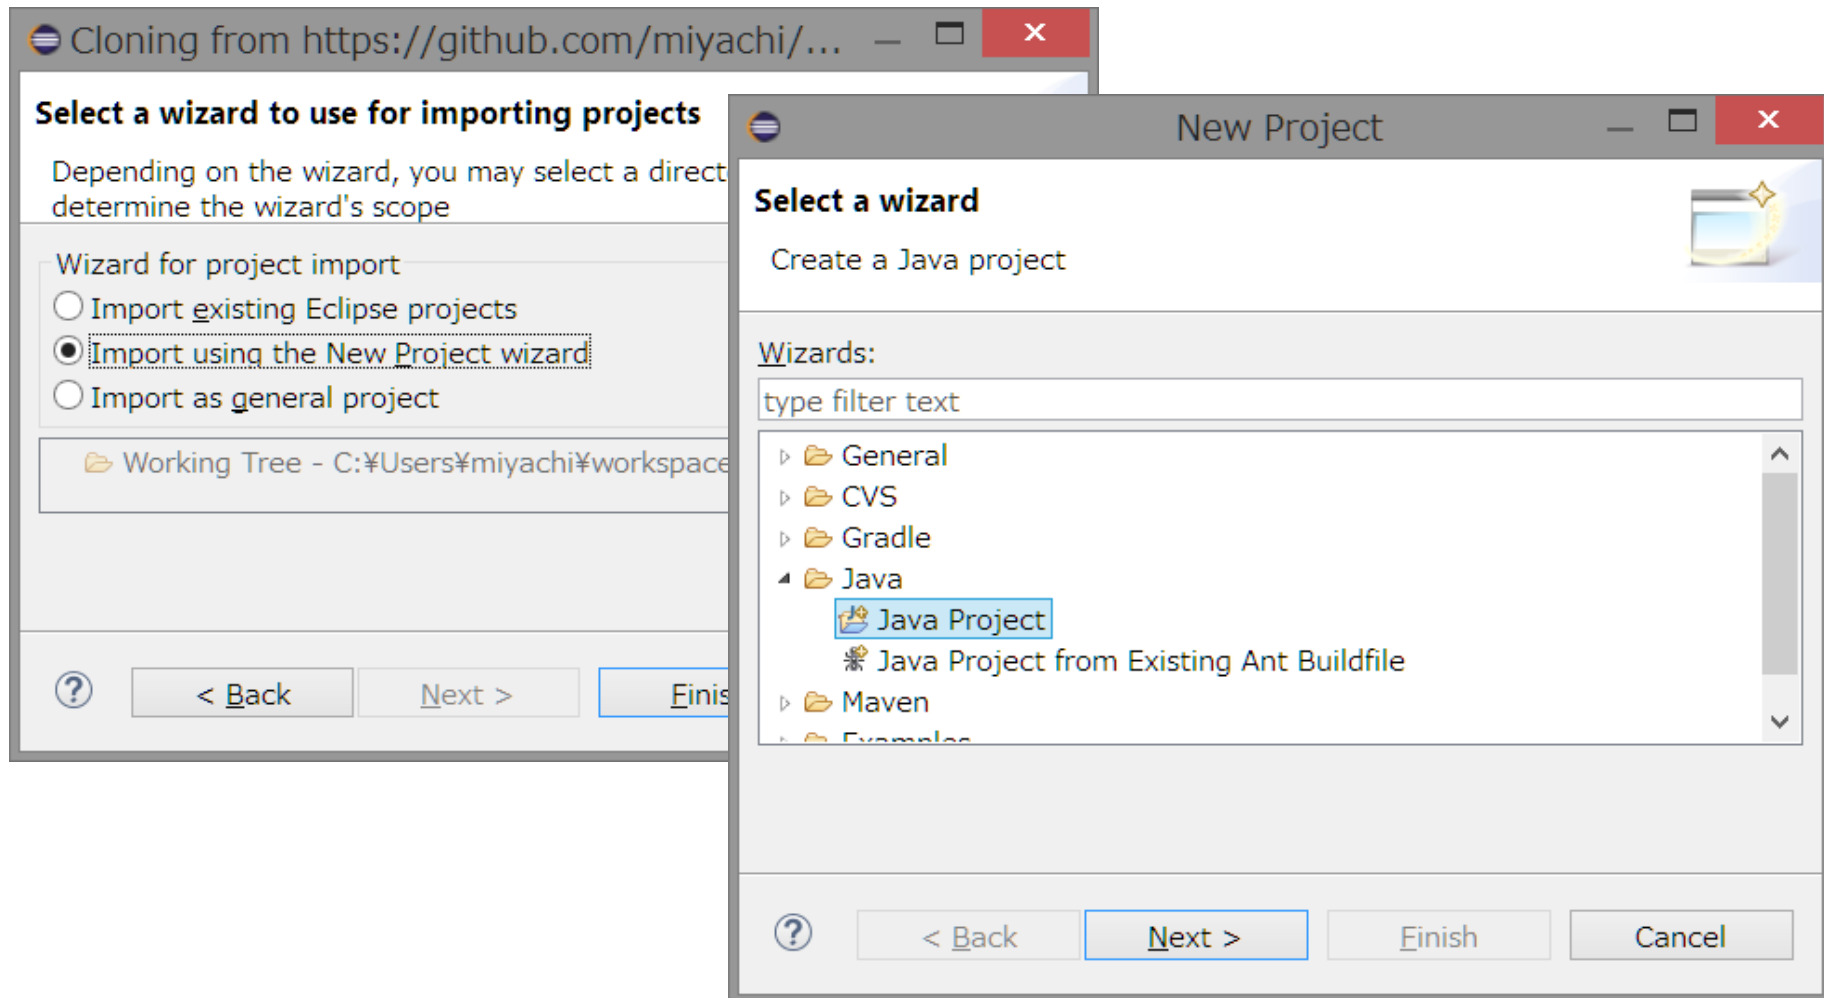 Cloning from https://github.com/miyachi/...
Select a wizard to use for importing projects
Depending on the wizard, you may select a direct
determine the wizard's scope
Wizard for project import
Import existing Eclipse projects
Import using the New Project wizard
Import as general project
Working Tree - C:¥Users¥miyachi¥workspace
?
< Back
Next >
Finis
New Project
Select a wizard
Create a Java project
Wizards:
type filter text
General
CVS
Gradle
Java
Java Project
Java Project from Existing Ant Buildfile
Maven
Examples
?
< Back
Next >
Finish
Cancel